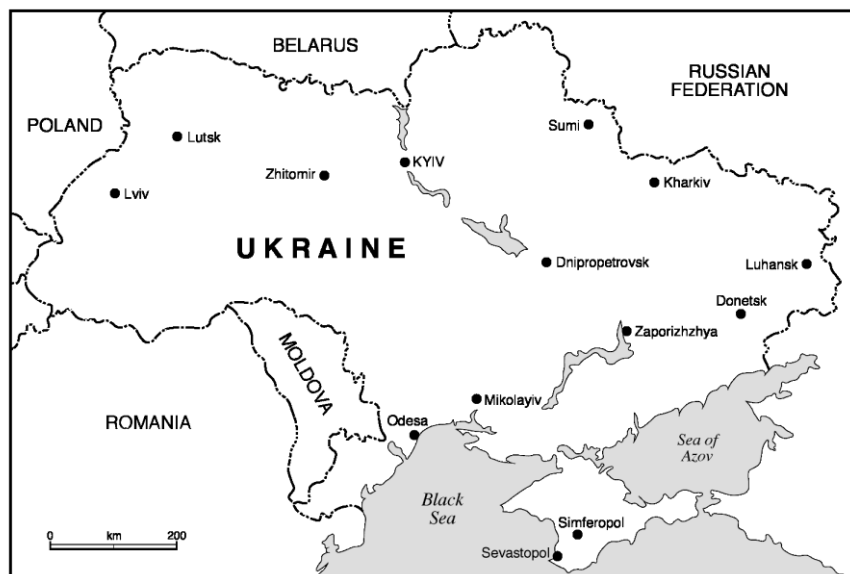 BELARUS
RUSSIAN
FEDERATION
POLAND
Lutsk
Sumi
KYIV
Zhitomir
Kharkiv
Lviv
UKRAINE
Dnipropetrovsk
Luhansk
Donetsk
Zaporizhzhya
MOLDOVA
Mikolayiv
ROMANIA
Odesa
Sea of
Azov
Black
Sea
Simferopol
Sevastopol
0 km 200